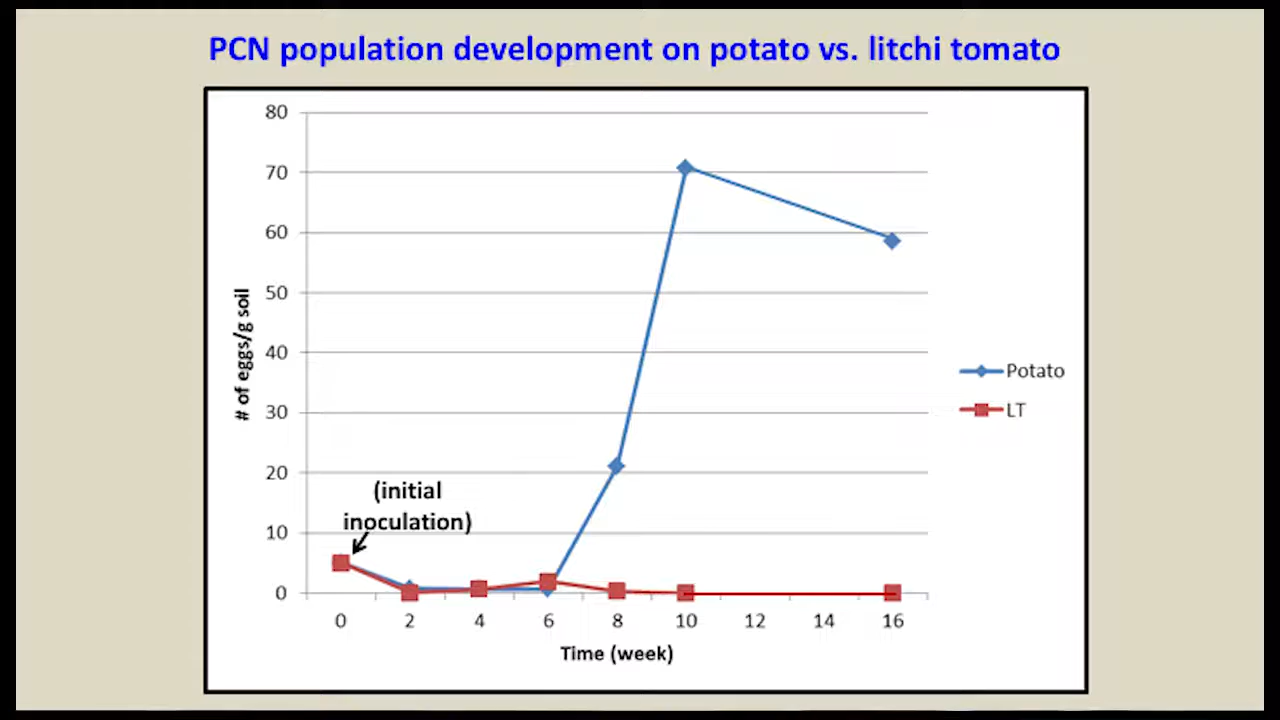 PCN population development on potato vs. litchi tomato
80
70
60
50
40
30
20
10
0
# of eggs/g soil
(initial
inoculation)
0 2 4 6 8 10 12 14 16
Time (week)
Potato
LT